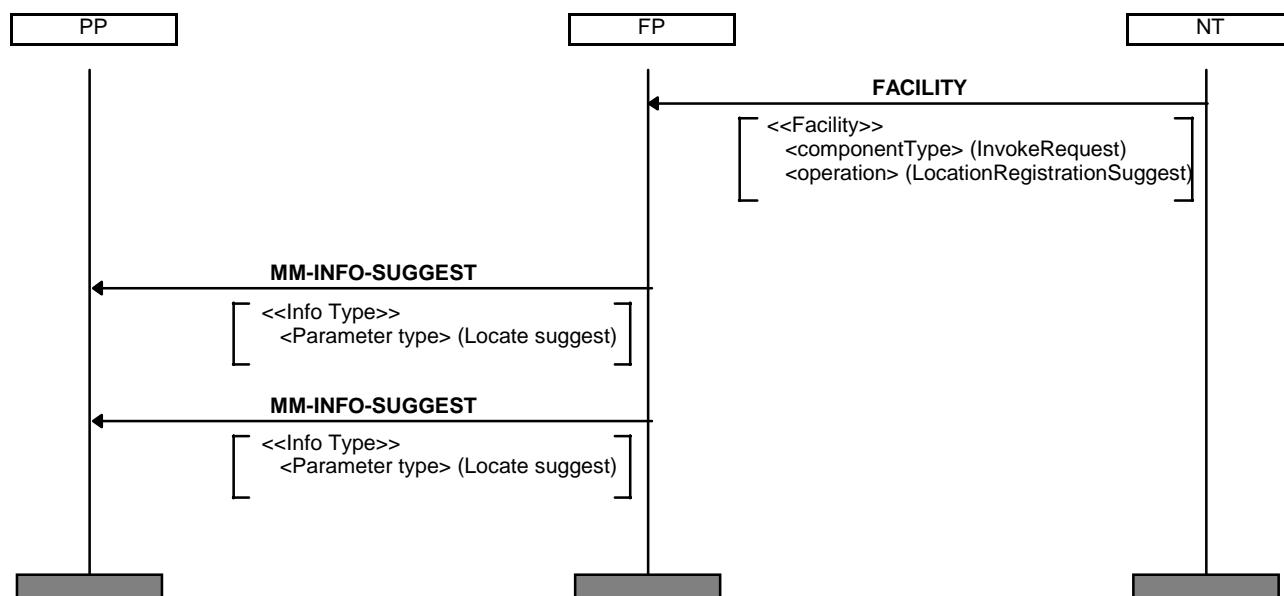 PP FP NT
FACILITY
<<Facility>>
<componentType> (InvokeRequest)
<operation> (LocationRegistrationSuggest)
MM-INFO-SUGGEST
<<Info Type>>
<Parameter type> (Locate suggest)
MM-INFO-SUGGEST
<<Info Type>>
<Parameter type> (Locate suggest)